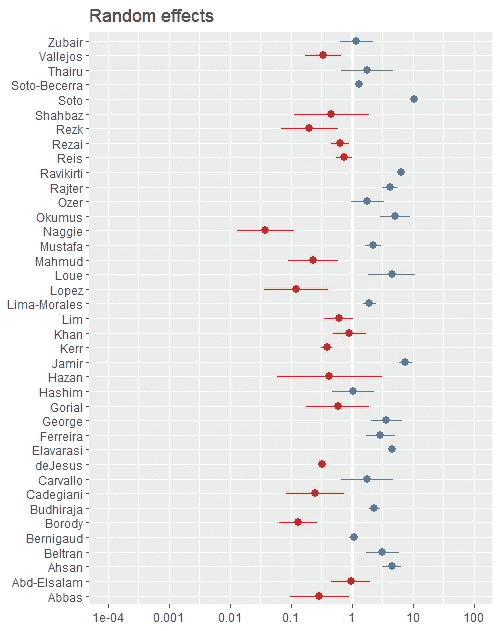 Random effects
Zubair
Vallejos
Thairu
Soto-Becerra
Soto
Shahbaz
Rezk
Rezai
Reis
Ravikirti
Rajter
Ozer
Okumus
Naggie
Mustafa
Mahmud
Loue
Lopez
Lima-Morales
Lim
Khan
Kerr
Jamir
Hazan
Hashim
Gorial
George
Ferreira
Elavarasi
deJesus
Carvallo
Cadegiani
Budhiraja
Borody
Bernigaud
Beltran
Ahsan
Abd-Elsalam
Abbas
1e-04 0.001 0.01 0.1 1 10 100